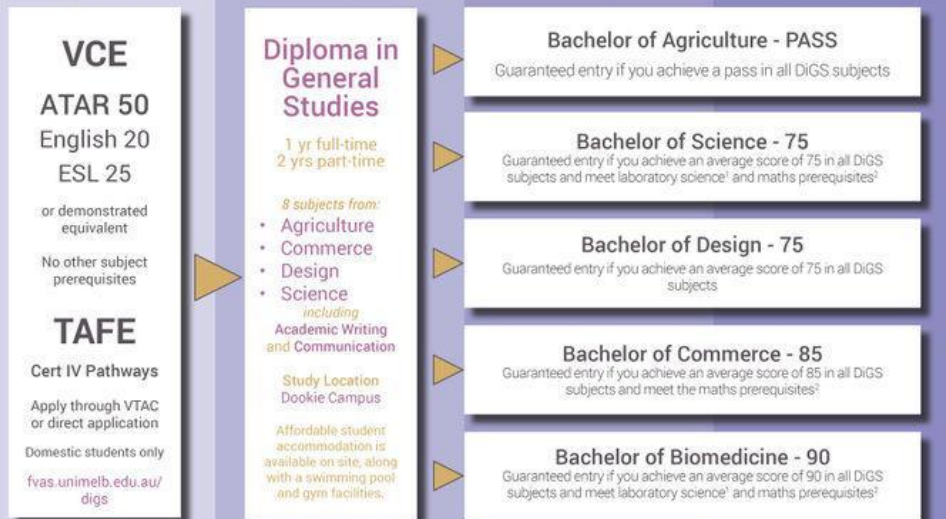 VCE
ATAR 50
English 20
ESL 25
or demonstrated
equivalent
No other subject
prerequisites
TAFE
Cert IV Pathways
Apply through VTAC
or direct application
Domestic students only
fvas.unimelb.edu.au/
digs
Diploma in
General
Studies
1 yr full-time
2 yrs part-time
8 subjects from:
• Agriculture
• Commerce
• Design
• Science
including
Academic Writing
and Communication
Study Location
Dookie Campus
Affordable student
accommodation is
available on site, along
with a swimming pool
and gym facilities.
Bachelor of Agriculture - PASS
Guaranteed entry if you achieve a pass in all DiGS subjects
Bachelor of Science - 75
Guaranteed entry if you achieve an average score of 75 in all DiGS
subjects and meet laboratory science¹ and maths prerequisites²
Bachelor of Design - 75
Guaranteed entry if you achieve an average score of 75 in all DiGS
subjects
Bachelor of Commerce - 85
Guaranteed entry if you achieve an average score of 85 in all DiGS
subjects and meet the maths prerequisites²
Bachelor of Biomedicine - 90
Guaranteed entry if you achieve an average score of 90 in all DiGS
subjects and meet laboratory science¹ and maths prerequisites²